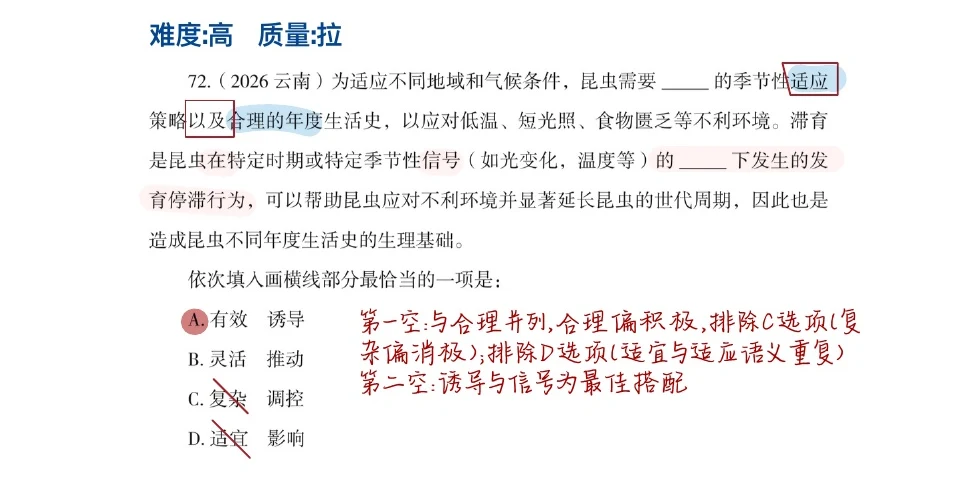 难度:高 质量:拉
72.（2026 云南）为适应不同地域和气候条件，昆虫需要 _____ 的季节性适应
策略以及合理的年度生活史，以应对低温、短光照、食物匮乏等不利环境。滞育
是昆虫在特定时期或特定季节性信号（如光变化，温度等）的 _____ 下发生的发
育停滞行为，可以帮助昆虫应对不利环境并显著延长昆虫的世代周期，因此也是
造成昆虫不同年度生活史的生理基础。
依次填入画横线部分最恰当的一项是：
A. 有效 诱导
B. 灵活 推动
C. 复杂 调控
D. 适宜 影响
第一空:与合理并列,合理偏积极,排除C选项(复
杂偏消极);排除D选项(适宜与适应语义重复)
第二空:诱导与信号为最佳搭配